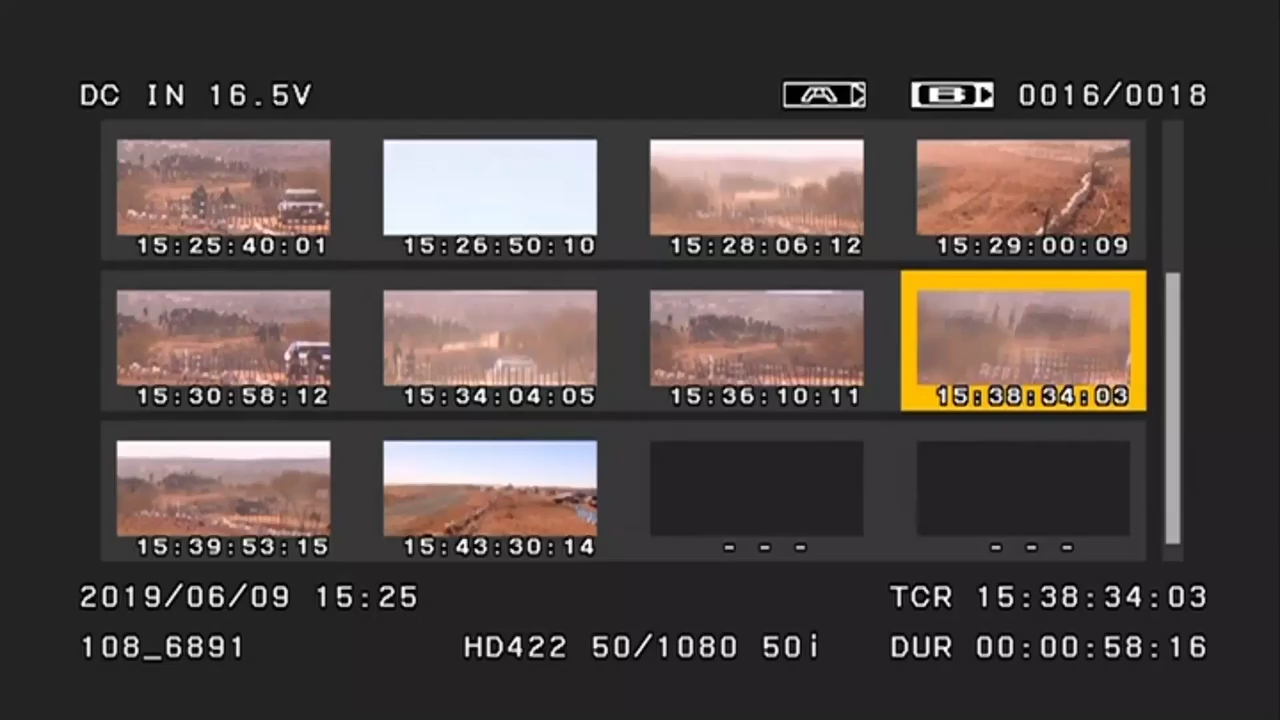 DC IN 16.5V A B 0016/0018
15:25:40:01 15:26:50:10 15:28:06:12 15:29:00:09
15:30:58:12 15:34:04:05 15:36:10:11 15:38:34:03
15:39:53:15 15:43:30:14 - - - - - -
2019/06/09 15:25 TCR 15:38:34:03
108_6891 HD422 50/1080 50i DUR 00:00:58:16